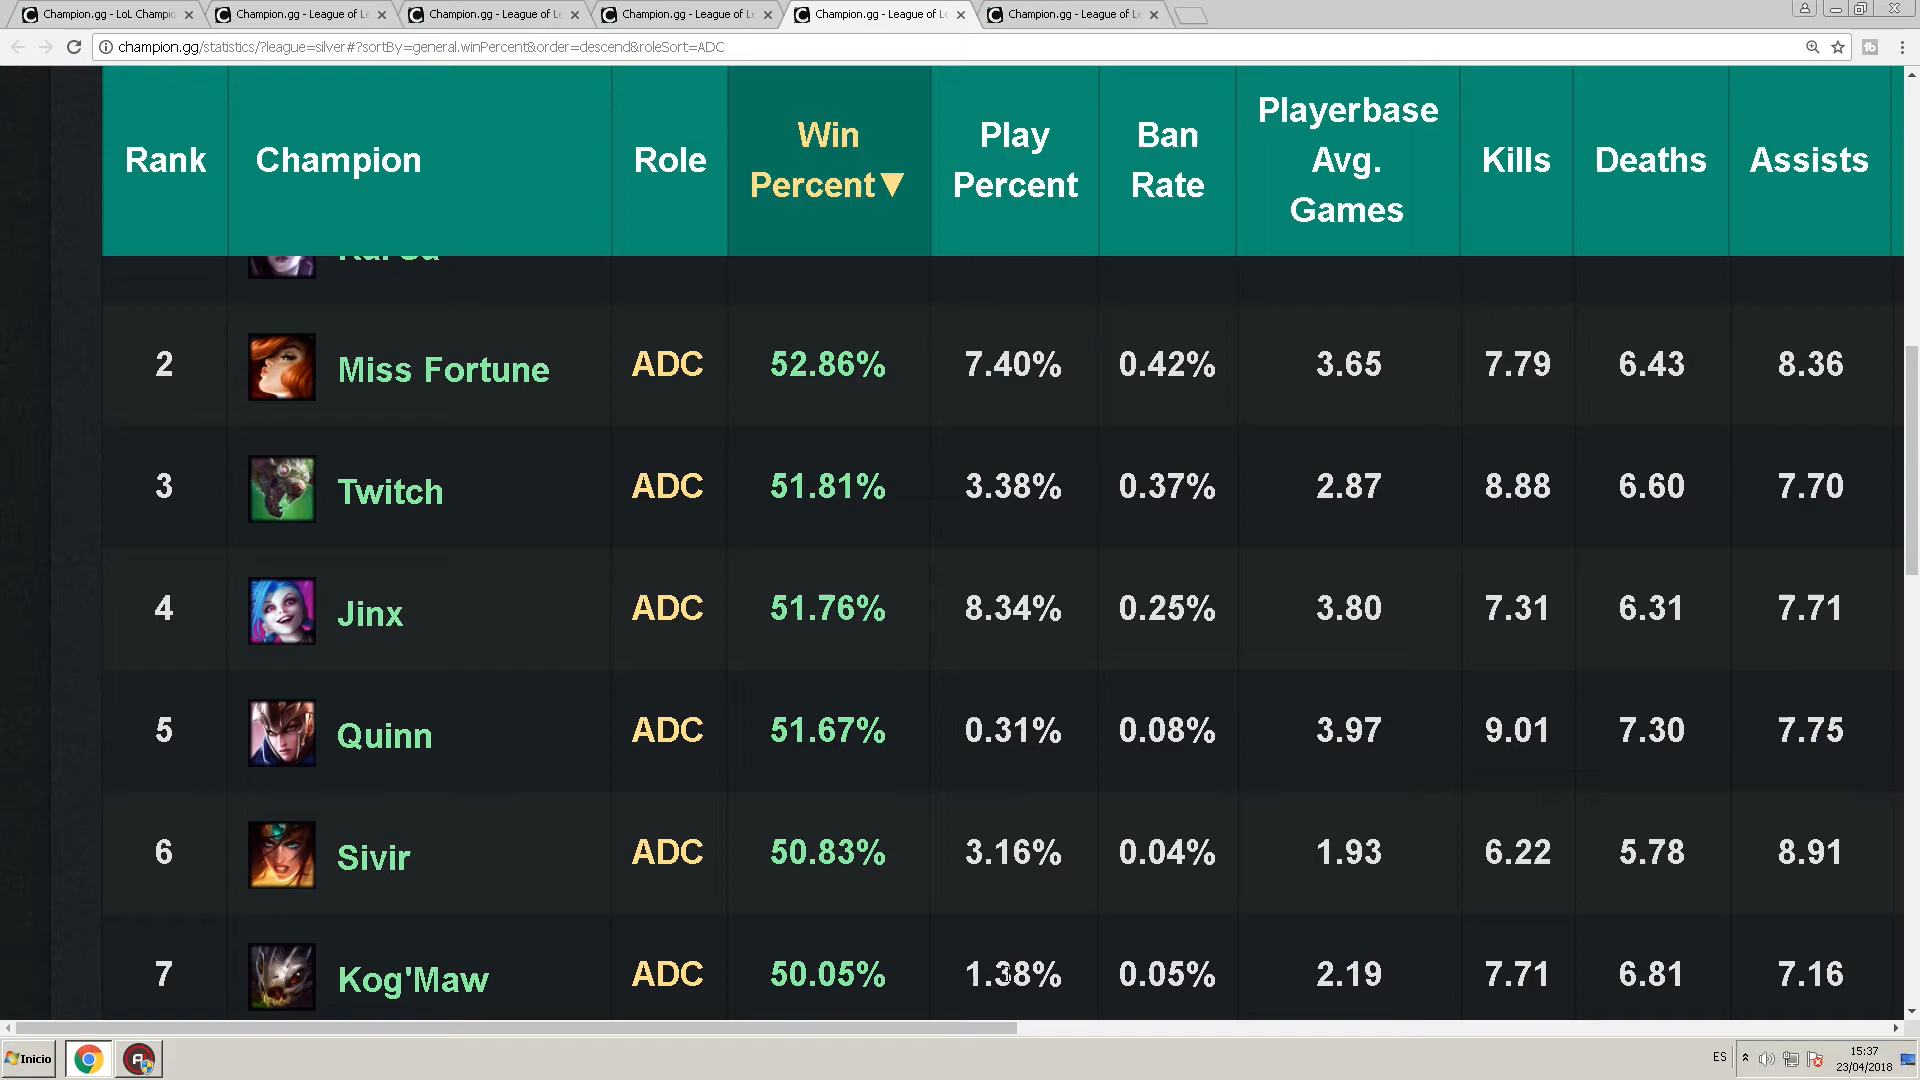 Champion.gg - LoL Champi
Champion.gg - League of L
Champion.gg - League of L
Champion.gg - League of L
Champion.gg - League of L
Champion.gg - League of L
champion.gg/statistics/?league=silver#?sortBy=general.winPercent&order=descend&roleSort=ADC
Rank Champion Role Win Percent▼ Play Percent Ban Rate Playerbase Avg. Games Kills Deaths Assists
2 Miss Fortune ADC 52.86% 7.40% 0.42% 3.65 7.79 6.43 8.36
3 Twitch ADC 51.81% 3.38% 0.37% 2.87 8.88 6.60 7.70
4 Jinx ADC 51.76% 8.34% 0.25% 3.80 7.31 6.31 7.71
5 Quinn ADC 51.67% 0.31% 0.08% 3.97 9.01 7.30 7.75
6 Sivir ADC 50.83% 3.16% 0.04% 1.93 6.22 5.78 8.91
7 Kog'Maw ADC 50.05% 1.38% 0.05% 2.19 7.71 6.81 7.16
Inicio
ES
15:37
23/04/2018